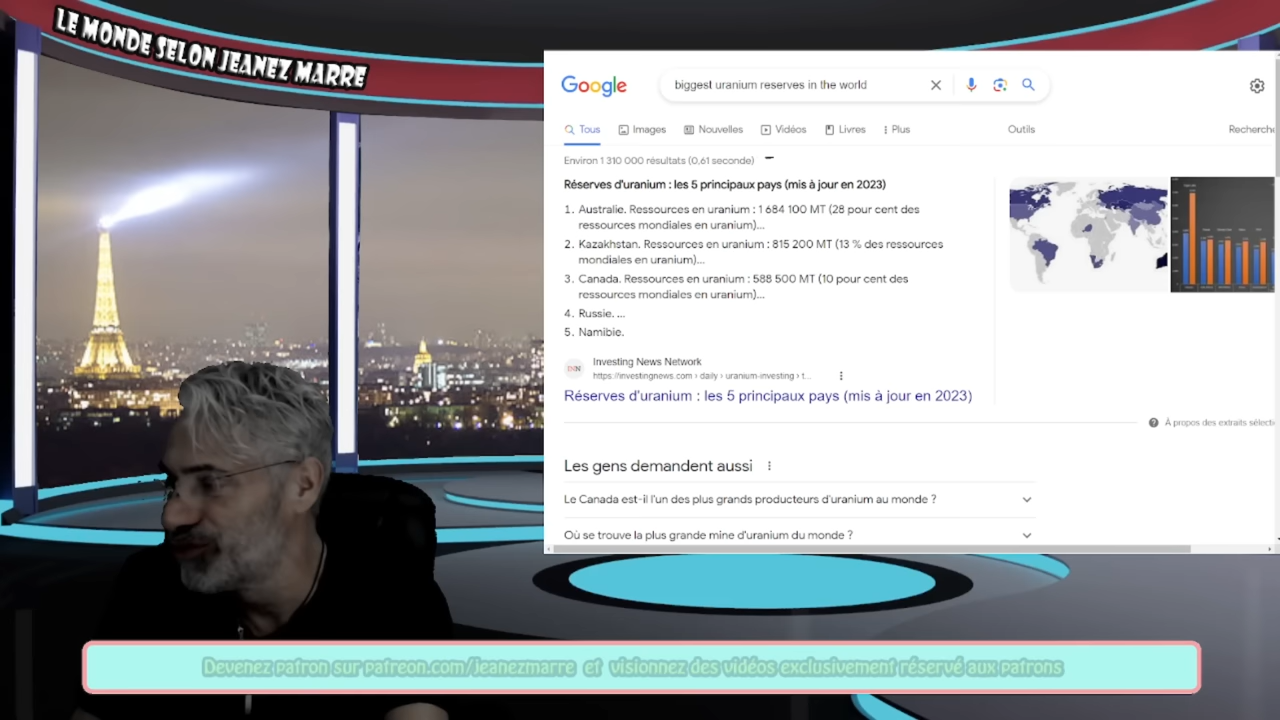 LE MONDE SELON JEANEZ MARRE
Google
biggest uranium reserves in the world
Tous
Images
Nouvelles
Vidéos
Livres
Plus
Outils
Environ 1 310 000 résultats (0,61 seconde)
Réserves d'uranium : les 5 principaux pays (mis à jour en 2023)
1. Australie. Ressources en uranium : 1 684 100 MT (28 pour cent des
ressources mondiales en uranium)...
2. Kazakhstan. Ressources en uranium : 815 200 MT (13 % des ressources
mondiales en uranium)...
3. Canada. Ressources en uranium : 588 500 MT (10 pour cent des
ressources mondiales en uranium)...
4. Russie. ...
5. Namibie.
Investing News Network
https://investingnews.com › daily › uranium-investing › t...
Réserves d'uranium : les 5 principaux pays (mis à jour en 2023)
À propos des extraits
Les gens demandent aussi
Le Canada est-il l'un des plus grands producteurs d'uranium au monde ?
Où se trouve la plus grande mine d'uranium du monde ?
Devenez patron sur patreon.com/jeanezmarre et visionnez des vidéos exclusivement réservé aux patrons